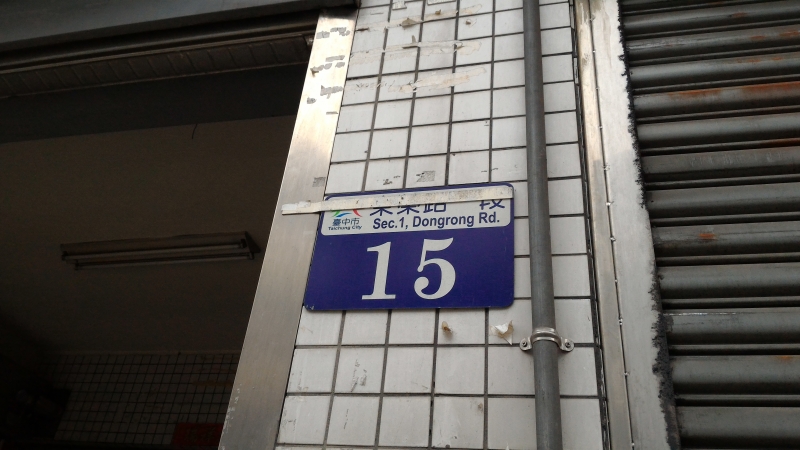 臺中市
Taichung City
Sec.1, Dongrong Rd.
15